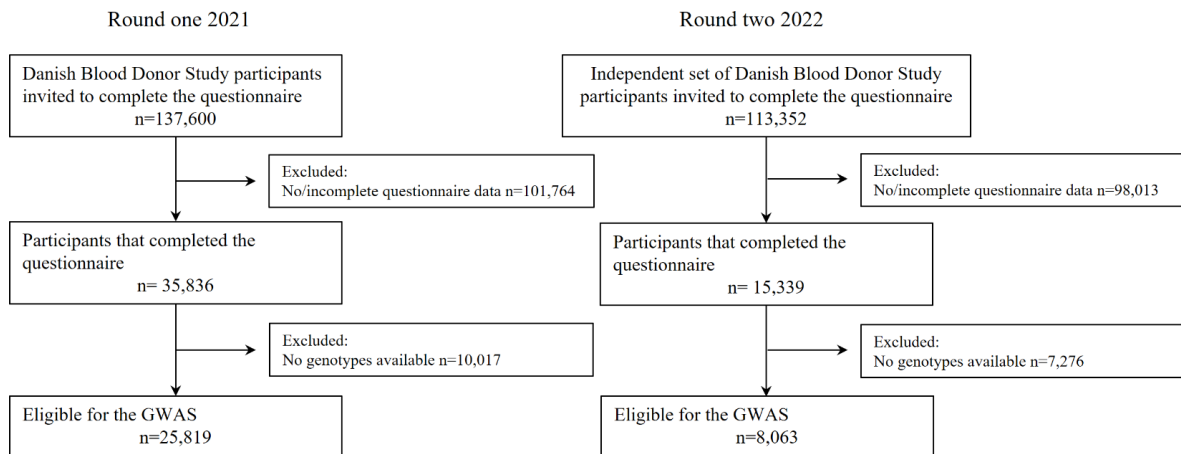 Round one 2021
Danish Blood Donor Study participants
invited to complete the questionnaire
n=137,600
Excluded:
No/incomplete questionnaire data n=101,764
Participants that completed the
questionnaire
n= 35,836
Excluded:
No genotypes available n=10,017
Eligible for the GWAS
n=25,819
Round two 2022
Independent set of Danish Blood Donor Study
participants invited to complete the questionnaire
n=113,352
Excluded:
No/incomplete questionnaire data n=98,013
Participants that completed the
questionnaire
n= 15,339
Excluded:
No genotypes available n=7,276
Eligible for the GWAS
n=8,063